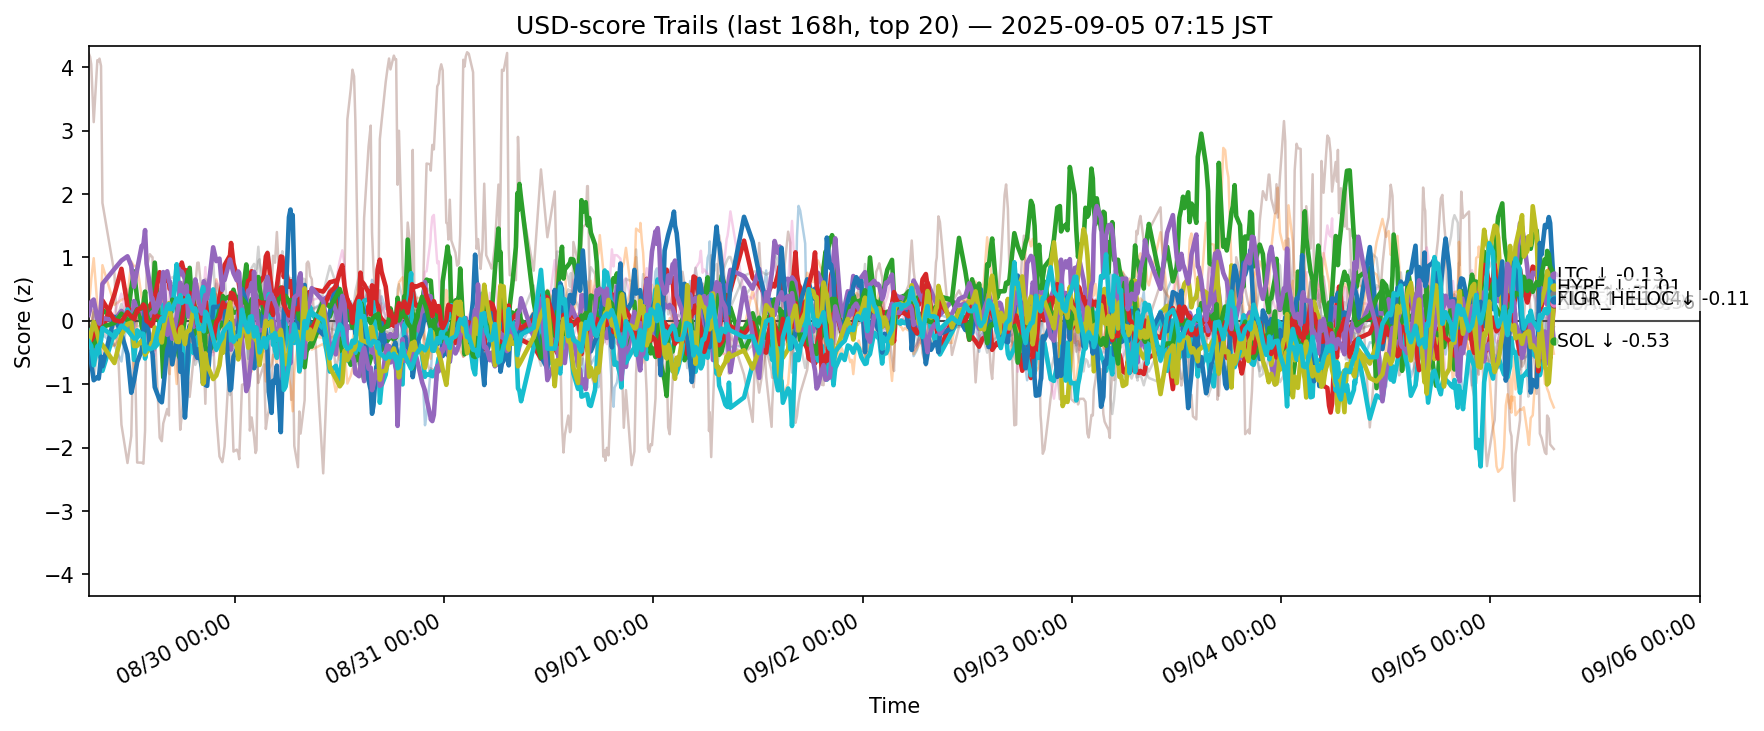 USD-score Trails (last 168h, top 20) — 2025-09-05 07:15 JST
Score (z)
4
3
2
1
0
−1
−2
−3
−4
LTC ↓ -0.13
HYPE ↓ -1.01
FIGR_HELOC ↓ -0.11
SOL ↓ -0.53
08/30 00:00
08/31 00:00
09/01 00:00
09/02 00:00
09/03 00:00
09/04 00:00
09/05 00:00
09/06 00:00
Time